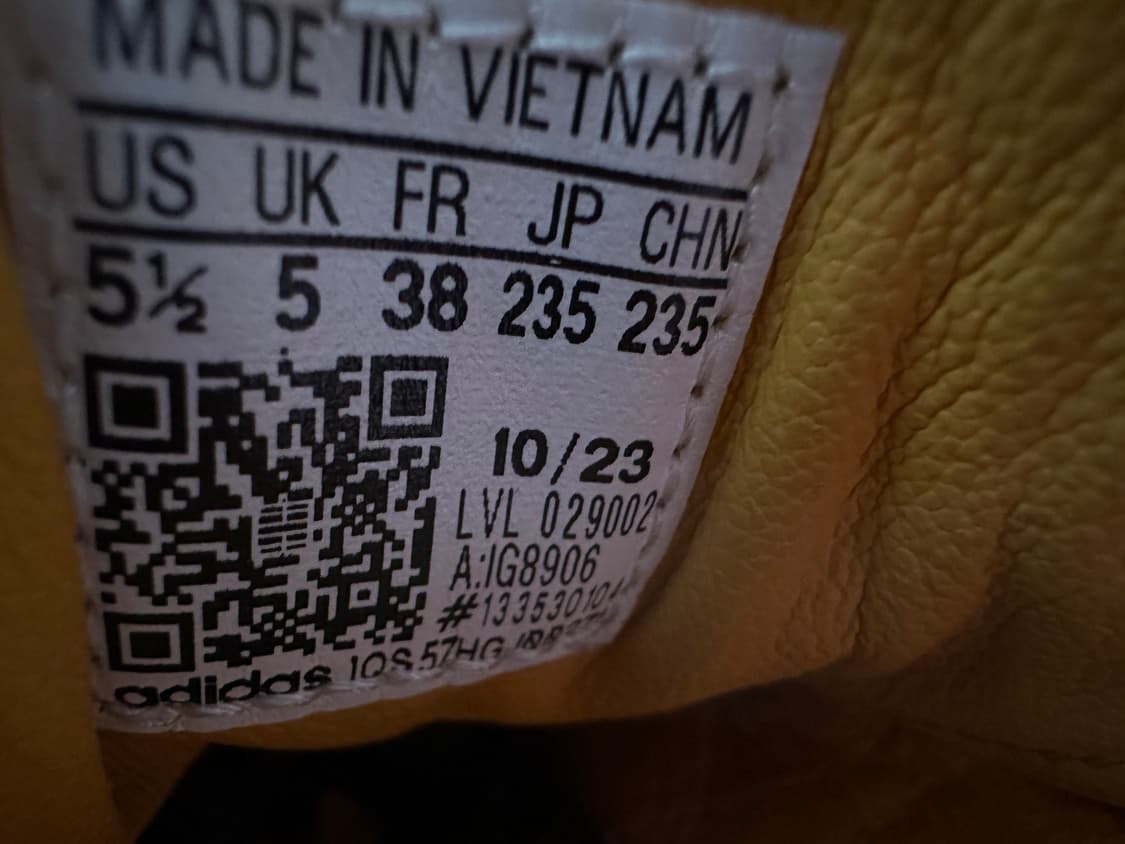 MADE IN VIETNAM
US UK FR JP CHN
5½ 5 38 235 235
10/23
LVL 029002
A:IG8906
#133530104
adidas